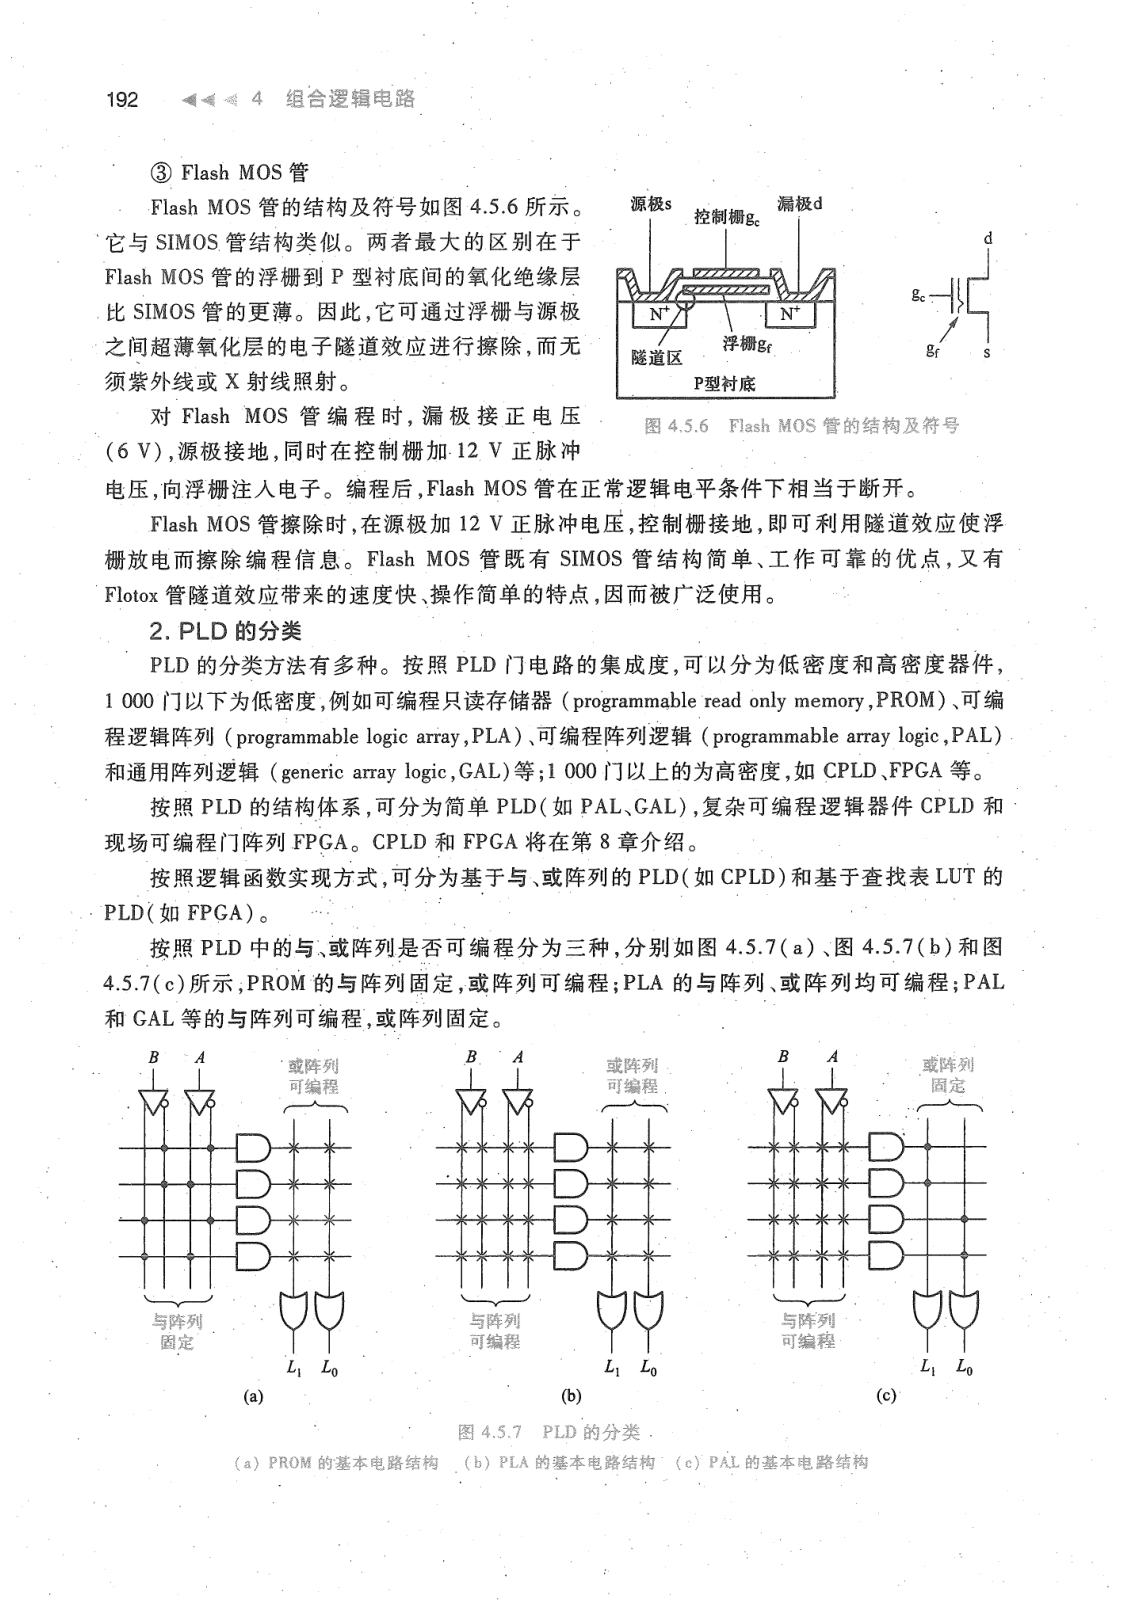 192 4 组合逻辑电路
③ Flash MOS 管
Flash MOS 管的结构及符号如图 4.5.6 所示。
它与 SIMOS 管结构类似。两者最大的区别在于
Flash MOS 管的浮栅到 P 型衬底间的氧化绝缘层
比 SIMOS 管的更薄。因此,它可通过浮栅与源极
之间超薄氧化层的电子隧道效应进行擦除,而无
须紫外线或 X 射线照射。
对 Flash MOS 管编程时,漏极接正电压
(6 V),源极接地,同时在控制栅加 12 V 正脉冲
源极s
控制栅gc
漏极d
N+
N+
隧道区
浮栅gf
P型衬底
d
gc
gf
s
图 4.5.6 Flash MOS 管的结构及符号
电压,向浮栅注入电子。编程后,Flash MOS 管在正常逻辑电平条件下相当于断开。
Flash MOS 管擦除时,在源极加 12 V 正脉冲电压,控制栅接地,即可利用隧道效应使浮
栅放电而擦除编程信息。Flash MOS 管既有 SIMOS 管结构简单、工作可靠的优点,又有
Flotox 管隧道效应带来的速度快、操作简单的特点,因而被广泛使用。
2. PLD 的分类
PLD 的分类方法有多种。按照 PLD 门电路的集成度,可以分为低密度和高密度器件,
1 000 门以下为低密度,例如可编程只读存储器 (programmable read only memory,PROM)、可编
程逻辑阵列 (programmable logic array,PLA)、可编程阵列逻辑 (programmable array logic,PAL)
和通用阵列逻辑 (generic array logic,GAL)等;1 000 门以上的为高密度,如 CPLD、FPGA 等。
按照 PLD 的结构体系,可分为简单 PLD(如 PAL、GAL),复杂可编程逻辑器件 CPLD 和
现场可编程门阵列 FPGA。CPLD 和 FPGA 将在第 8 章介绍。
按照逻辑函数实现方式,可分为基于与、或阵列的 PLD(如 CPLD)和基于查找表 LUT 的
PLD(如 FPGA)。
按照 PLD 中的与、或阵列是否可编程分为三种,分别如图 4.5.7(a)、图 4.5.7(b)和图
4.5.7(c)所示,PROM 的与阵列固定,或阵列可编程;PLA 的与阵列、或阵列均可编程;PAL
和 GAL 等的与阵列可编程,或阵列固定。
B A
或阵列
可编程
与阵列
固定
L1 L0
(a)
B A
或阵列
可编程
与阵列
可编程
L1 L0
(b)
B A
或阵列
固定
与阵列
可编程
L1 L0
(c)
图 4.5.7 PLD 的分类
(a) PROM 的基本电路结构 (b) PLA 的基本电路结构 (c) PAL 的基本电路结构